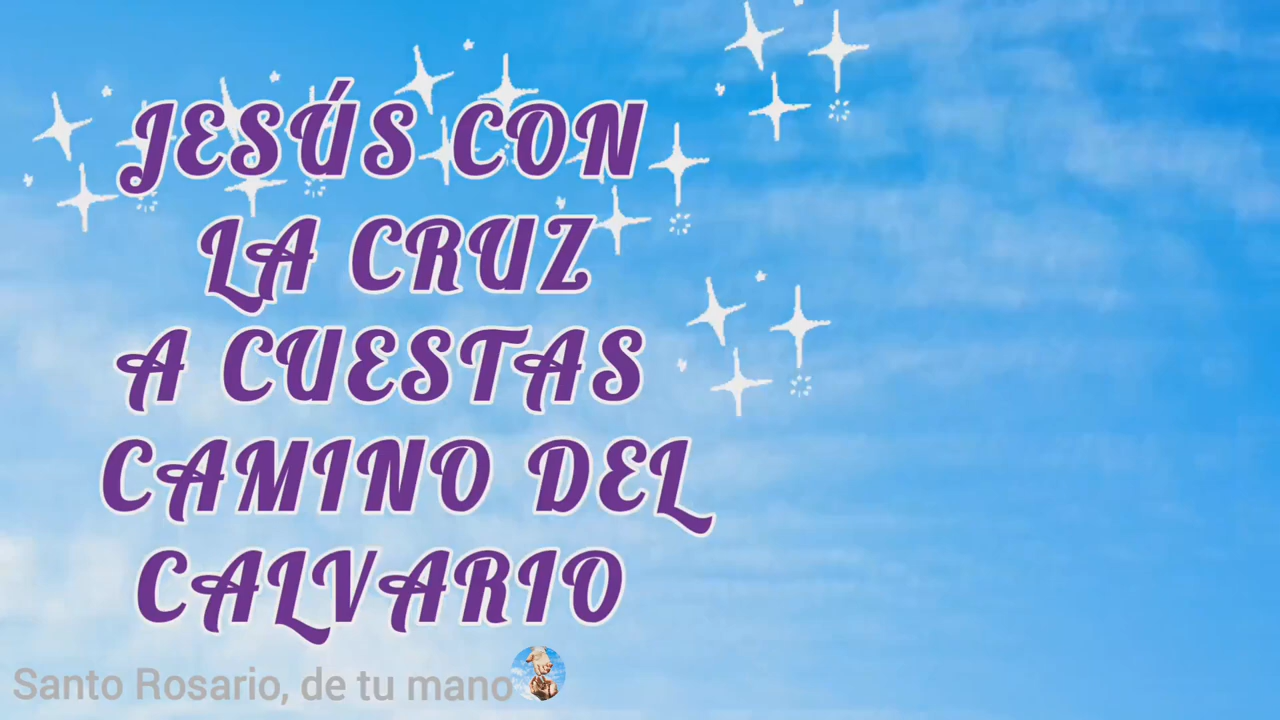 JESÚS CON
LA CRUZ
A CUESTAS
CAMINO DEL
CALVARIO
Santo Rosario, de tu mano